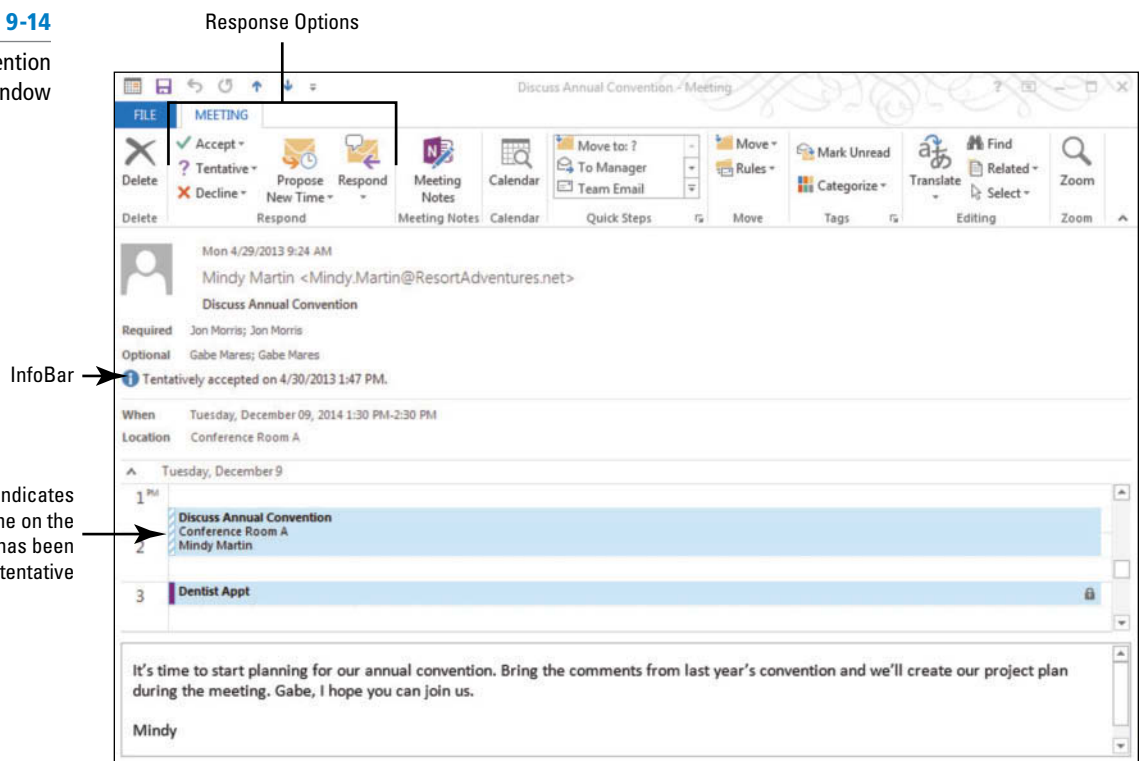 9-14
ention
ndow
Response Options
Discuss Annual Convention - Meeting
FILE
MEETING
Delete
Accept
Tentative
Decline
Propose
New Time
Respond
Meeting
Notes
Calendar
Move to: ?
To Manager
Team Email
Move
Rules
Mark Unread
Categorize
Translate
Find
Related
Select
Zoom
Delete
Respond
Meeting Notes
Calendar
Quick Steps
Move
Tags
Editing
Zoom
Mon 4/29/2013 9:24 AM
Mindy Martin <Mindy.Martin@ResortAdventures.net>
Discuss Annual Convention
Required Jon Morris; Jon Morris
Optional Gabe Mares; Gabe Mares
InfoBar
Tentatively accepted on 4/30/2013 1:47 PM.
When Tuesday, December 09, 2014 1:30 PM-2:30 PM
Location Conference Room A
Tuesday, December 9
ndicates
ne on the
has been
tentative
1 PM
Discuss Annual Convention
Conference Room A
2 Mindy Martin
3 Dentist Appt
It's time to start planning for our annual convention. Bring the comments from last year's convention and we'll create our project plan
during the meeting. Gabe, I hope you can join us.
Mindy